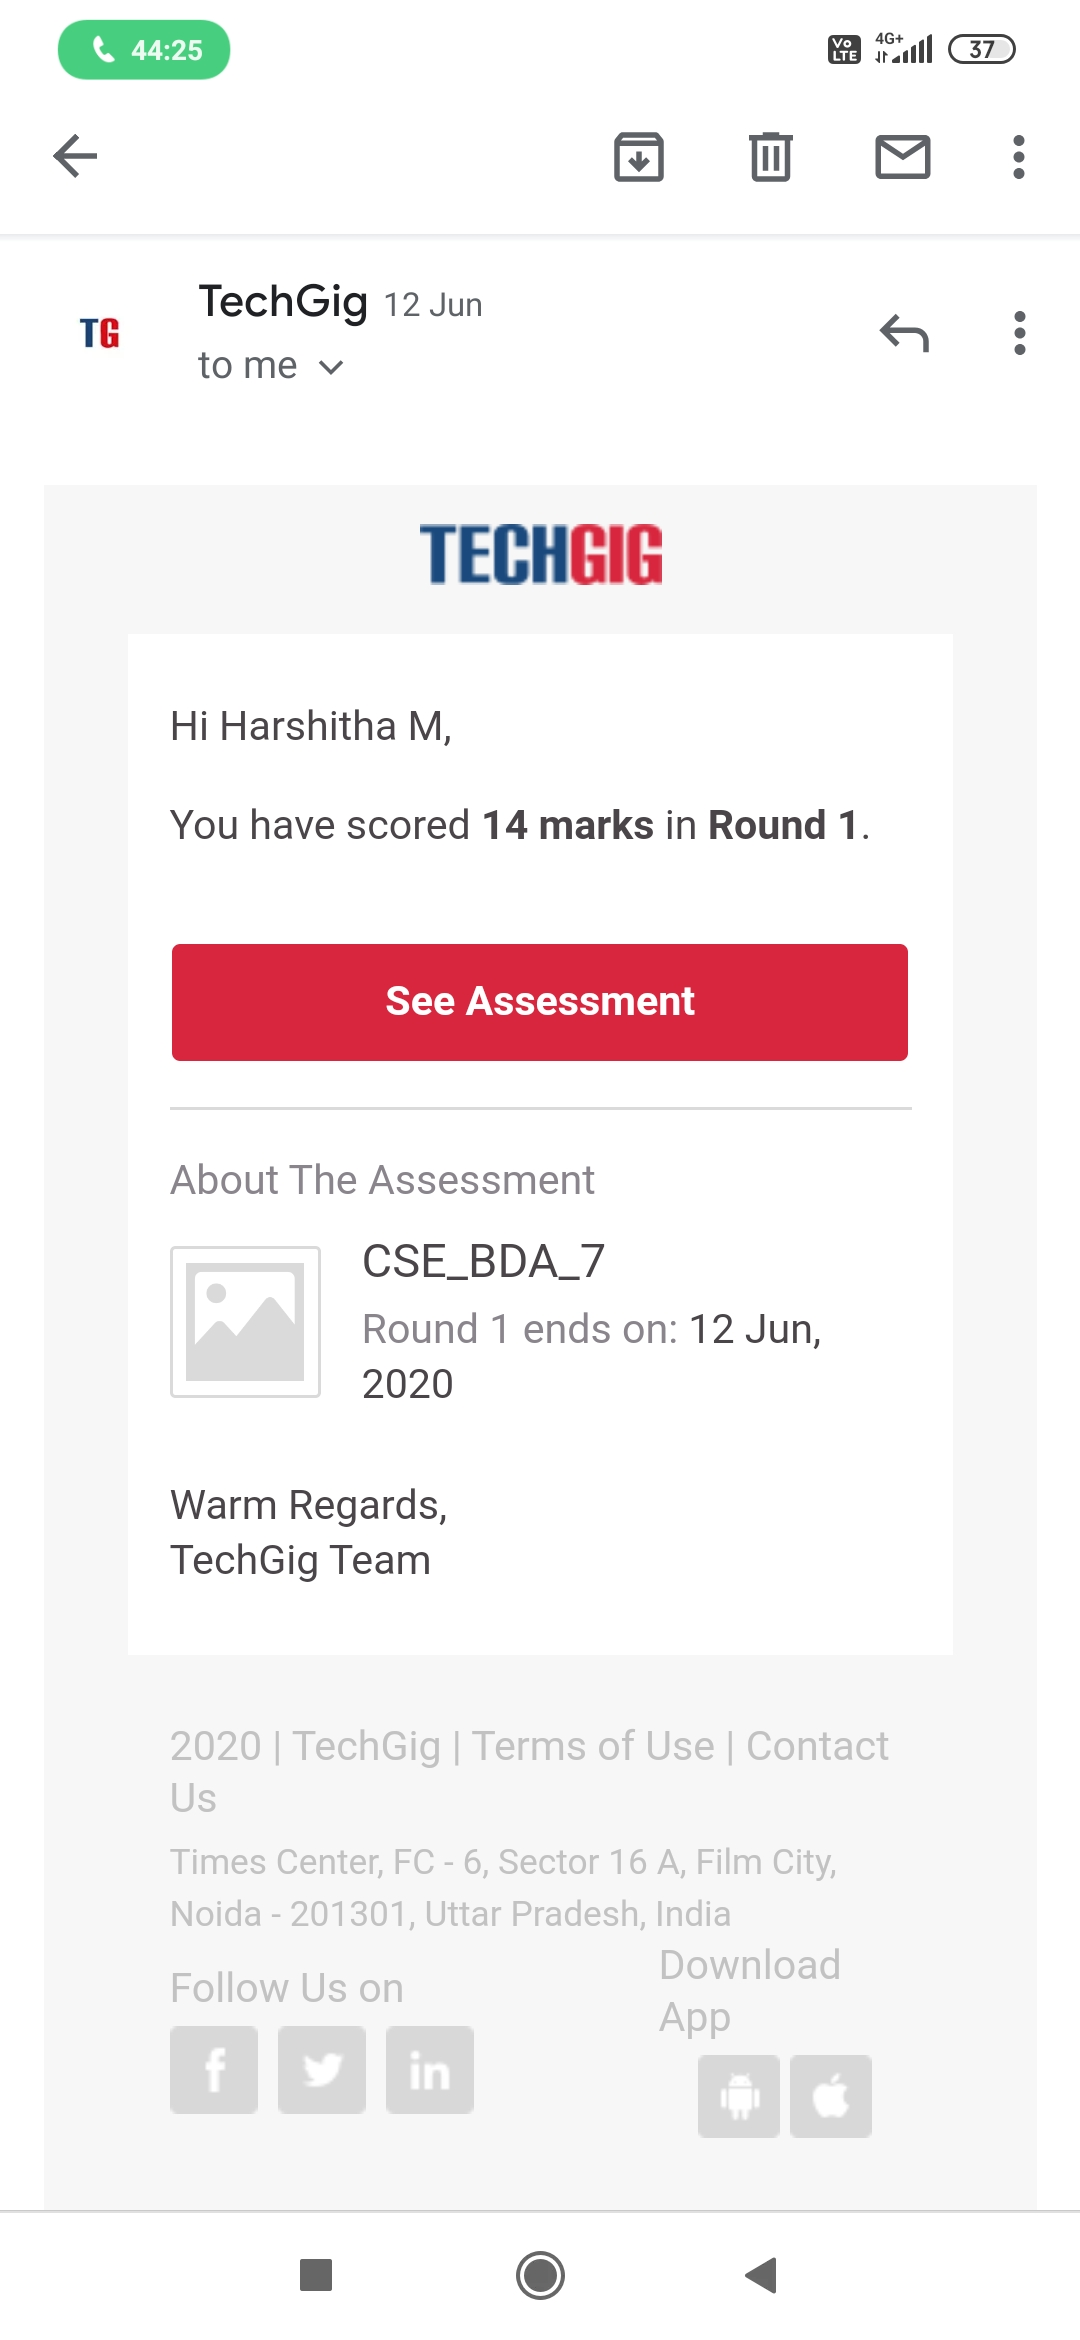 44:25
Vo LTE 4G+ 37
TechGig 12 Jun
TG
to me
TECHGIG
Hi Harshitha M,
You have scored 14 marks in Round 1.
See Assessment
About The Assessment
CSE_BDA_7
Round 1 ends on: 12 Jun,
2020
Warm Regards,
TechGig Team
2020 | TechGig | Terms of Use | Contact
Us
Times Center, FC - 6, Sector 16 A, Film City,
Noida - 201301, Uttar Pradesh, India
Follow Us on
Download
App
f
in